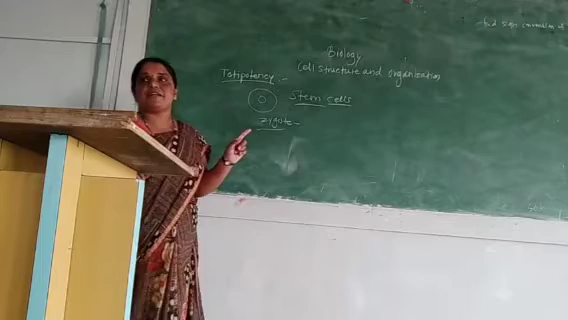 Biology
Cell structure and organization
Totipotency :-
Stem cells
zygote -